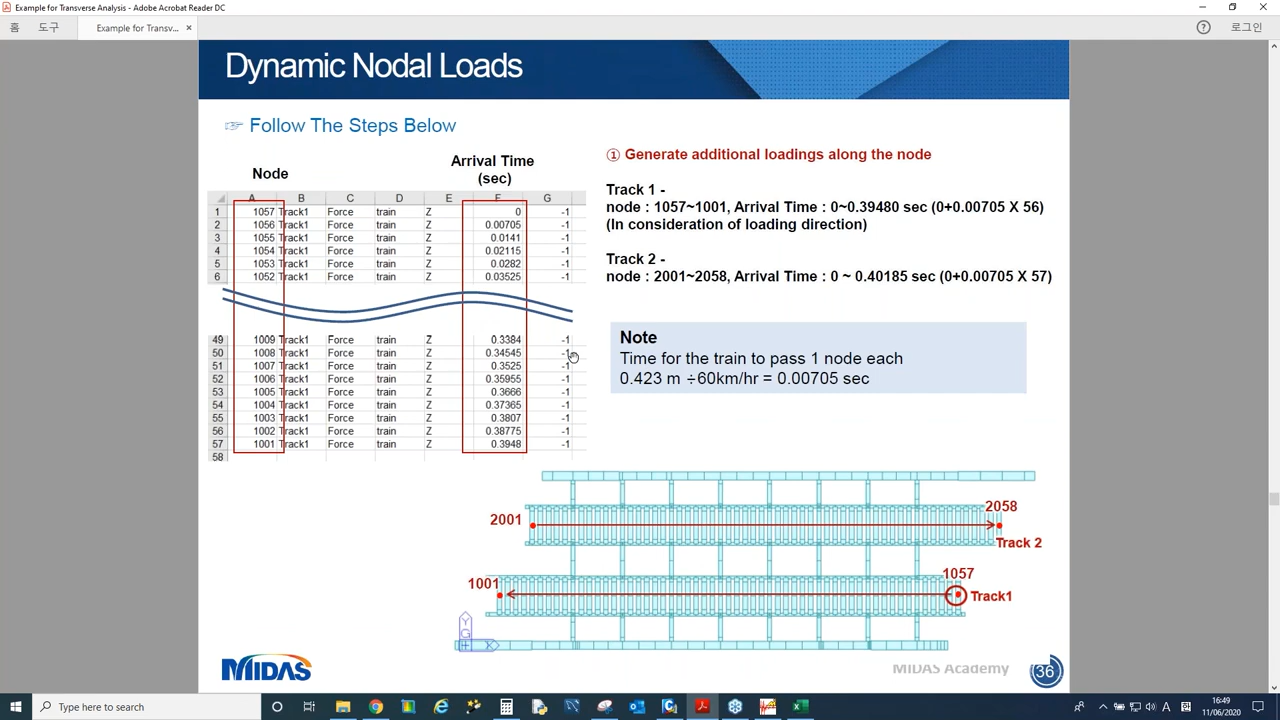 Example for Transverse Analysis - Adobe Acrobat Reader DC
홈 도구 Example for Transv... × 로그인
Dynamic Nodal Loads
☞ Follow The Steps Below
Node
Arrival Time
(sec)
A B C D E F G
1 1057 Track1 Force train Z 0 -1
2 1056 Track1 Force train Z 0.00705 -1
3 1055 Track1 Force train Z 0.0141 -1
4 1054 Track1 Force train Z 0.02115 -1
5 1053 Track1 Force train Z 0.0282 -1
6 1052 Track1 Force train Z 0.03525 -1
49 1009 Track1 Force train Z 0.3384 -1
50 1008 Track1 Force train Z 0.34545 -1
51 1007 Track1 Force train Z 0.3525 -1
52 1006 Track1 Force train Z 0.35955 -1
53 1005 Track1 Force train Z 0.3666 -1
54 1004 Track1 Force train Z 0.37365 -1
55 1003 Track1 Force train Z 0.3807 -1
56 1002 Track1 Force train Z 0.38775 -1
57 1001 Track1 Force train Z 0.3948 -1
58
① Generate additional loadings along the node
Track 1 -
node : 1057~1001, Arrival Time : 0~0.39480 sec (0+0.00705 X 56)
(In consideration of loading direction)
Track 2 -
node : 2001~2058, Arrival Time : 0 ~ 0.40185 sec (0+0.00705 X 57)
Note
Time for the train to pass 1 node each
0.423 m ÷60km/hr = 0.00705 sec
2001
2058
Track 2
1001
1057
Track1
Y
G
X
MIDAS
MIDAS Academy
36
Type here to search
A
16:49
11/06/2020